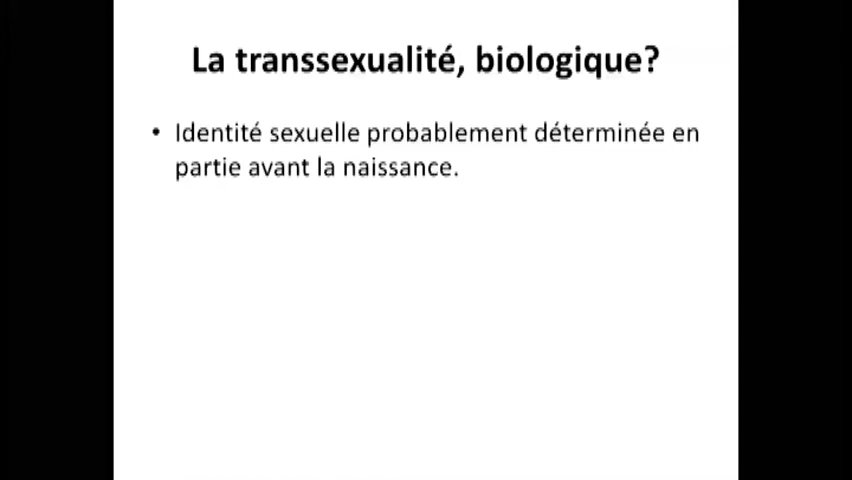 La transsexualité, biologique?
• Identité sexuelle probablement déterminée en
partie avant la naissance.